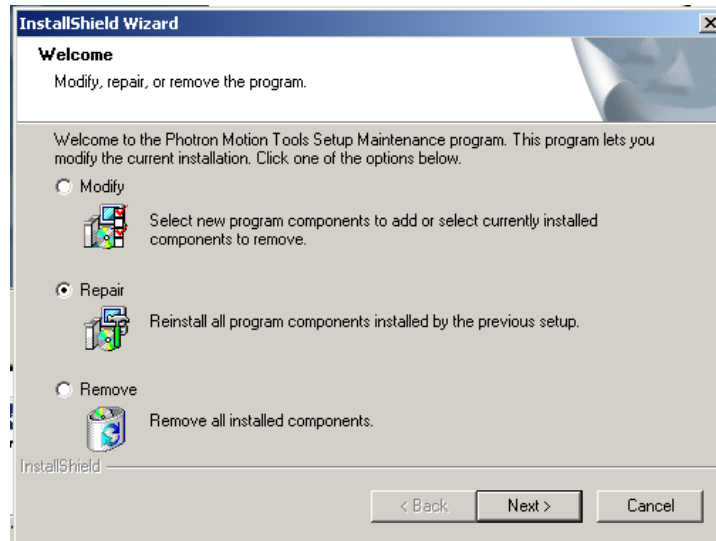 InstallShield Wizard
Welcome
Modify, repair, or remove the program.
Welcome to the Photron Motion Tools Setup Maintenance program. This program lets you
modify the current installation. Click one of the options below.
Modify
Select new program components to add or select currently installed
components to remove.
Repair
Reinstall all program components installed by the previous setup.
Remove
Remove all installed components.
InstallShield
< Back
Next >
Cancel